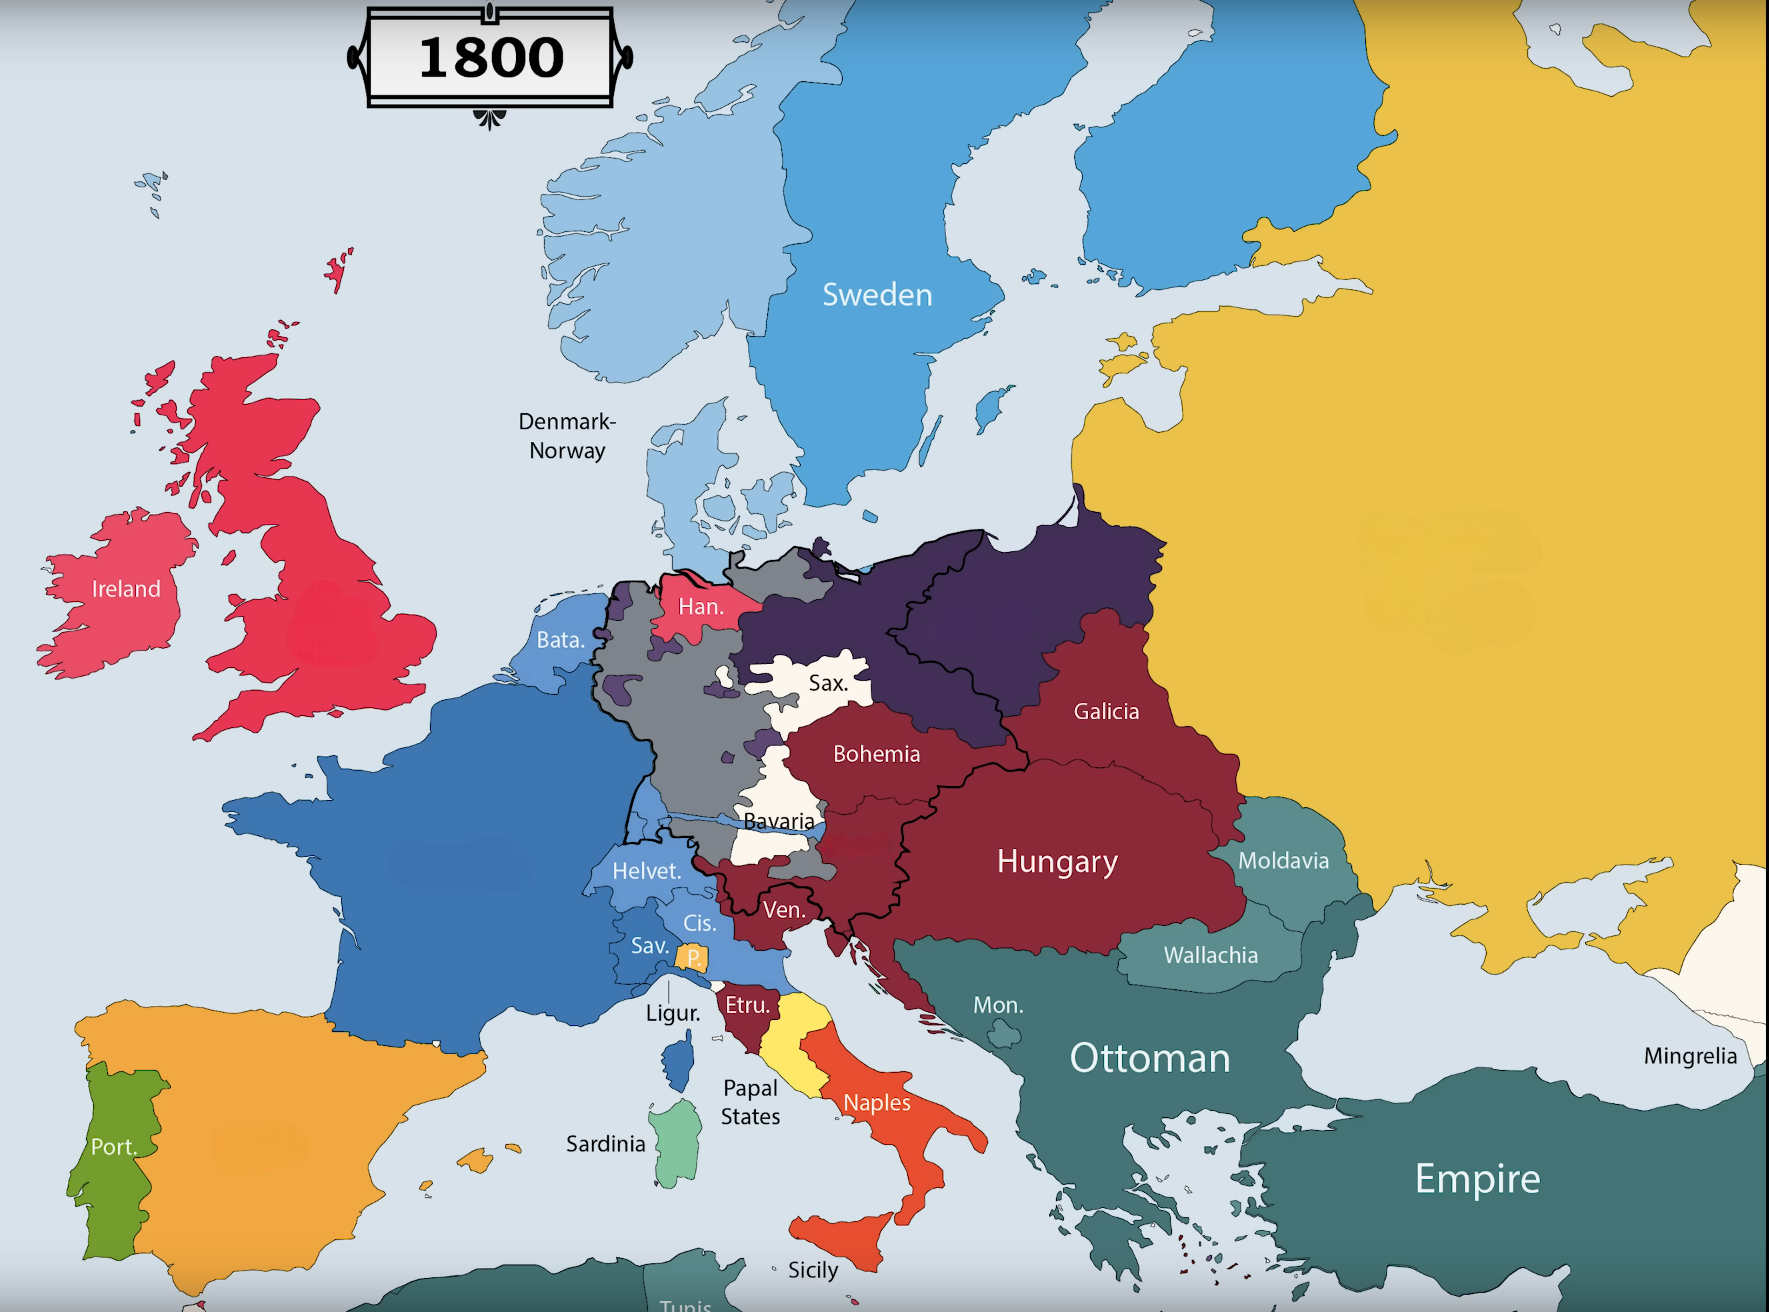 1800
Sweden
Denmark-
Norway
Ireland
Han.
Bata.
Sax.
Galicia
Bohemia
Bavaria
Hungary
Moldavia
Helvet.
Ven.
Cis.
Sav.
P.
Wallachia
Etru.
Ligur.
Mon.
Ottoman
Mingrelia
Papal
States
Naples
Sardinia
Port.
Empire
Sicily
Tunis